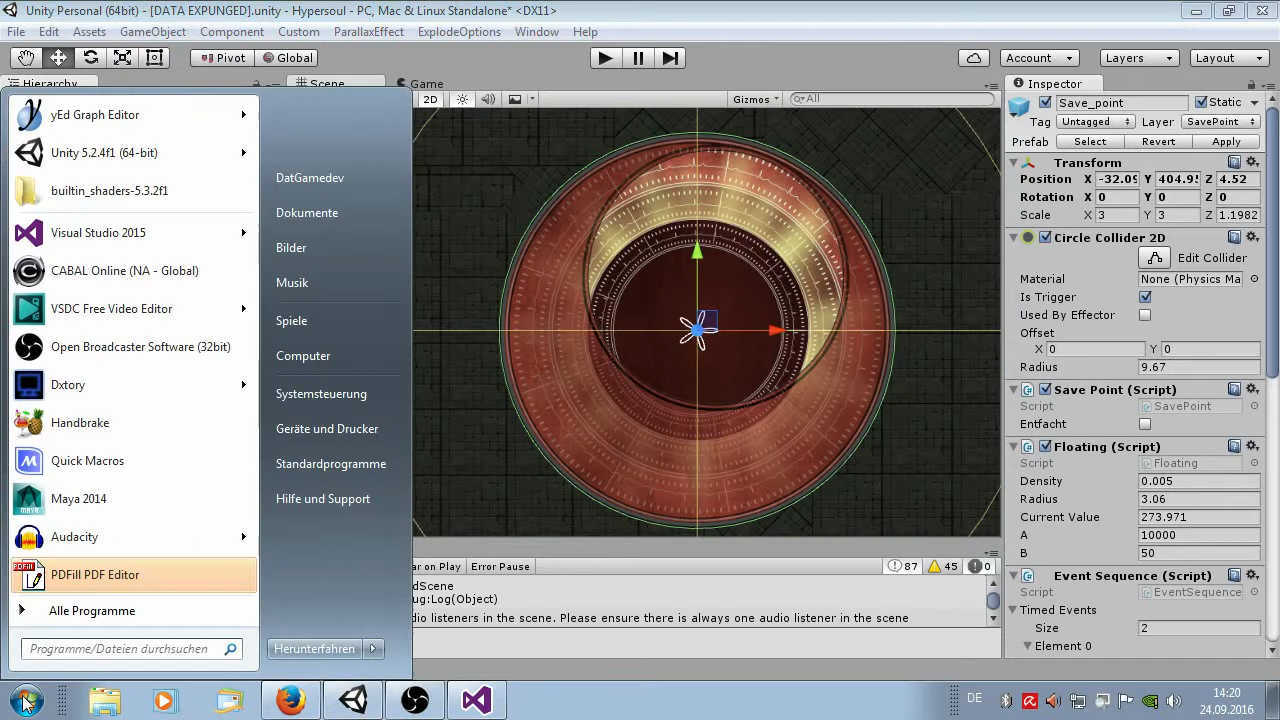 Unity Personal (64bit) - [DATA EXPUNGED].unity - Hypersoul - PC, Mac & Linux Standalone* <DX11>
File Edit Assets GameObject Component Custom ParallaxEffect ExplodeOptions Window Help
Pivot Global Account Layers Layout
Hierarchy Scene Game Inspector
2D Gizmos All
Save_point Static
Tag Untagged Layer SavePoint
Prefab Select Revert Apply
Transform
Position X -32.09 Y 404.95 Z 4.52
Rotation X 0 Y 0 Z 0
Scale X 3 Y 3 Z 1.1982
Circle Collider 2D
Edit Collider
Material None (Physics Ma
Is Trigger
Used By Effector
Offset
X 0 Y 0
Radius 9.67
Save Point (Script)
Script SavePoint
Entfacht
Floating (Script)
Script Floating
Density 0.005
Radius 3.06
Current Value 273.971
A 10000
B 50
Event Sequence (Script)
Script EventSequence
Timed Events
Size 2
Element 0
yEd Graph Editor
Unity 5.2.4f1 (64-bit)
builtin_shaders-5.3.2f1
Visual Studio 2015
CABAL Online (NA - Global)
VSDC Free Video Editor
Open Broadcaster Software (32bit)
Dxtory
Handbrake
Quick Macros
Maya 2014
Audacity
PDFill PDF Editor
Alle Programme
Programme/Dateien durchsuchen
DatGamedev
Dokumente
Bilder
Musik
Spiele
Computer
Systemsteuerung
Geräte und Drucker
Standardprogramme
Hilfe und Support
Herunterfahren
ar on Play Error Pause 87 45 0
dScene
ug:Log(Object)
dio listeners in the scene. Please ensure there is always one audio listener in the scene
DE 14:20
24.09.2016